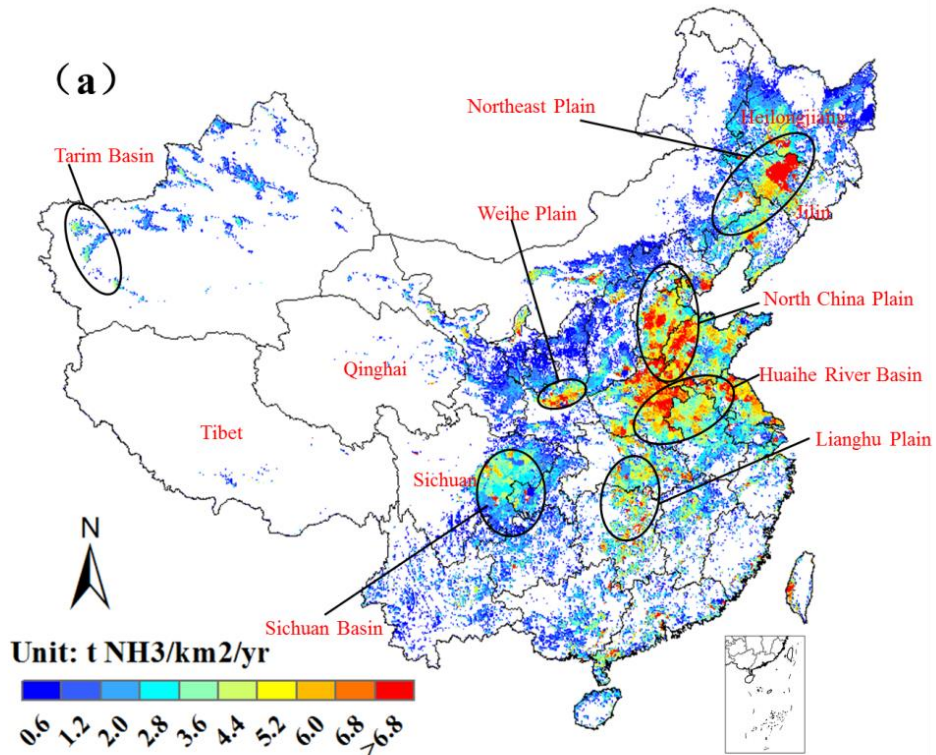 (a)
Northeast Plain
Heilongjiang
Tarim Basin
Weihe Plain
Jilin
North China Plain
Qinghai
Huaihe River Basin
Tibet
Lianghu Plain
Sichuan
N
Sichuan Basin
Unit: t NH3/km2/yr
0.6 1.2 2.0 2.8 3.6 4.4 5.2 6.0 6.8 >6.8